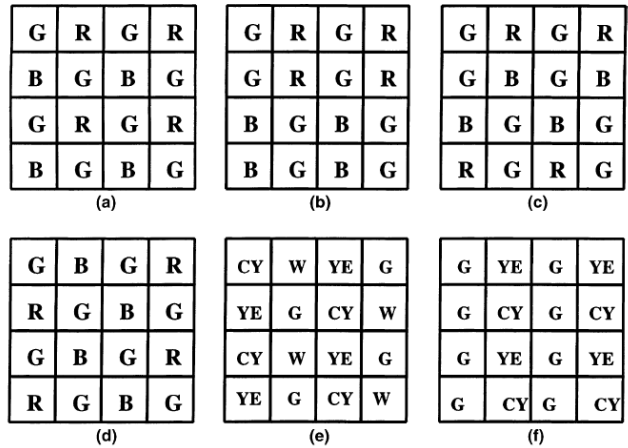 G R G R
B G B G
G R G R
B G B G
(a)
G R G R
G R G R
B G B G
B G B G
(b)
G R G R
G B G B
B G B G
R G R G
(c)
G B G R
R G B G
G B G R
R G B G
(d)
CY W YE G
YE G CY W
CY W YE G
YE G CY W
(e)
G YE G YE
G CY G CY
G YE G YE
G CY G CY
(f)